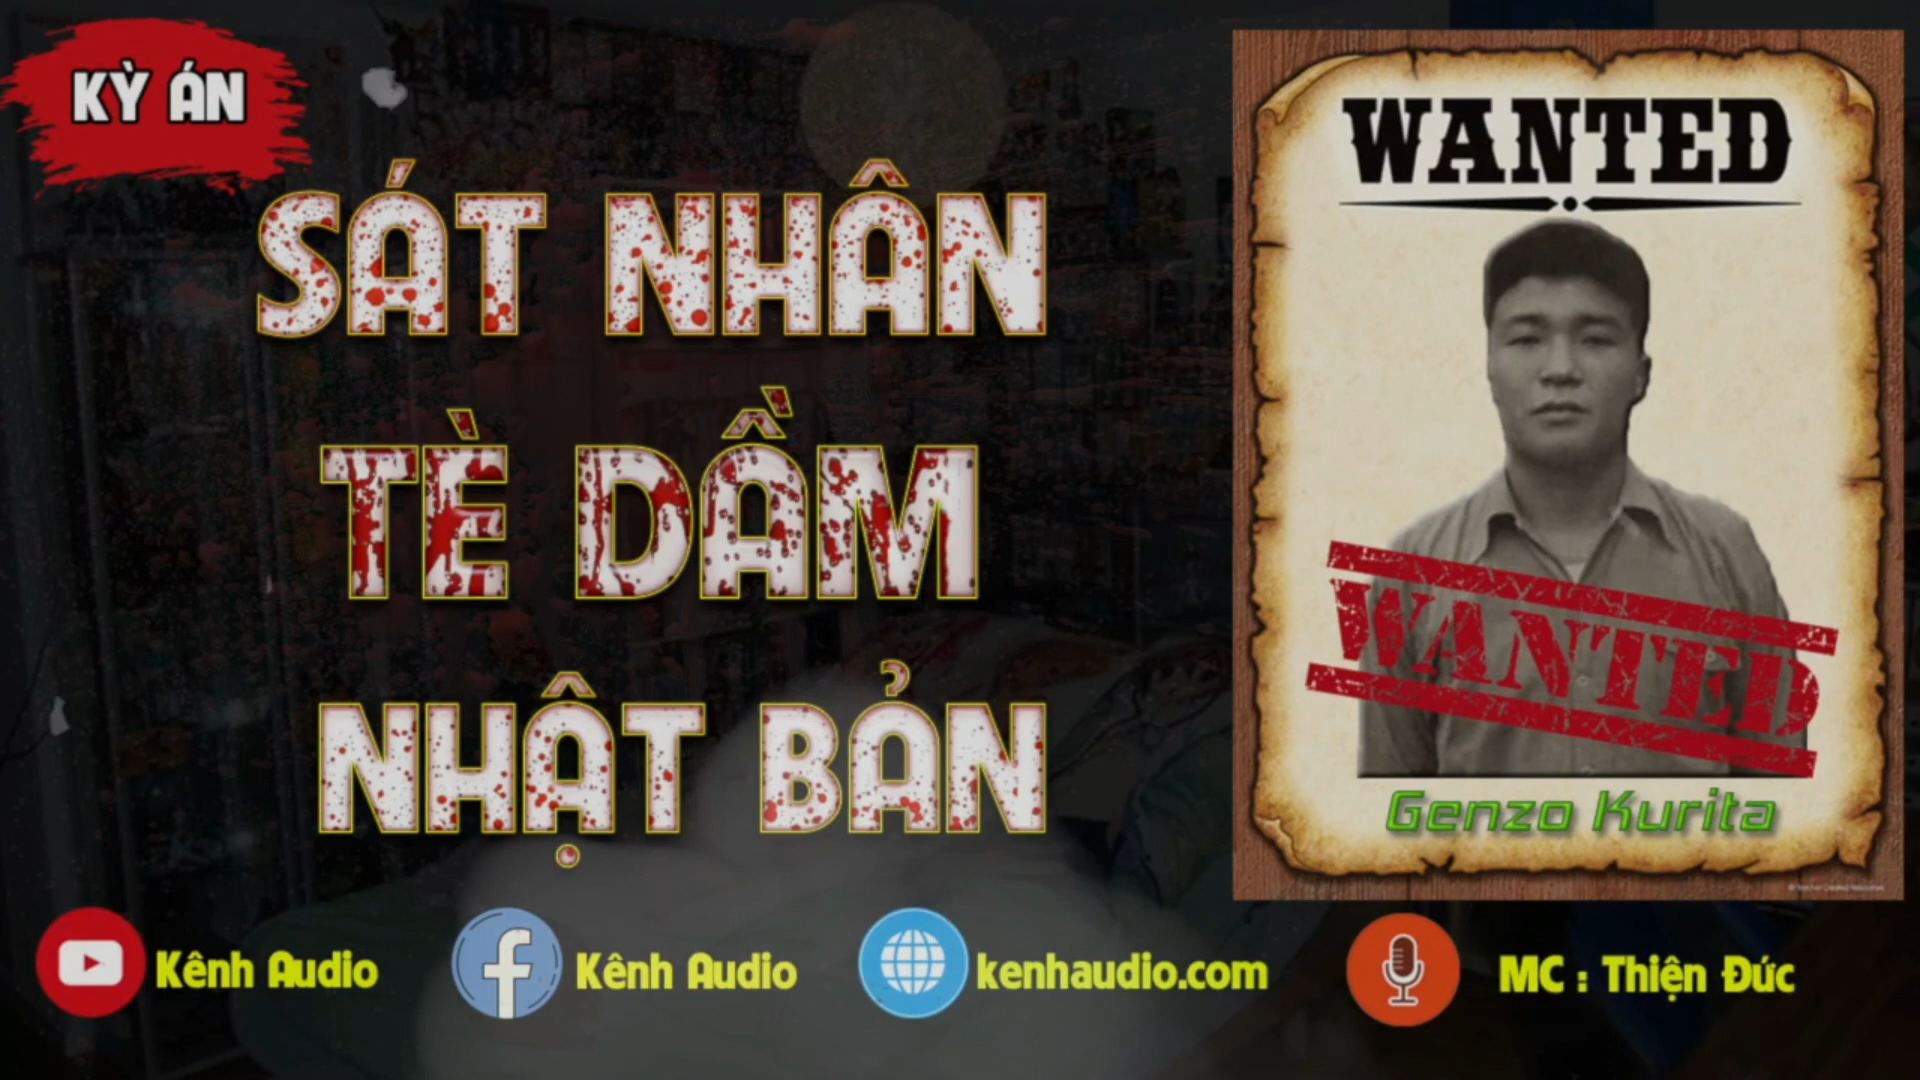 KỲ ÁN
SÁT NHÂN
TÈ DẦM
NHẬT BẢN
WANTED
WANTED
Genzo Kurita
Kênh Audio
Kênh Audio
kenhaudio.com
MC : Thiện Đức